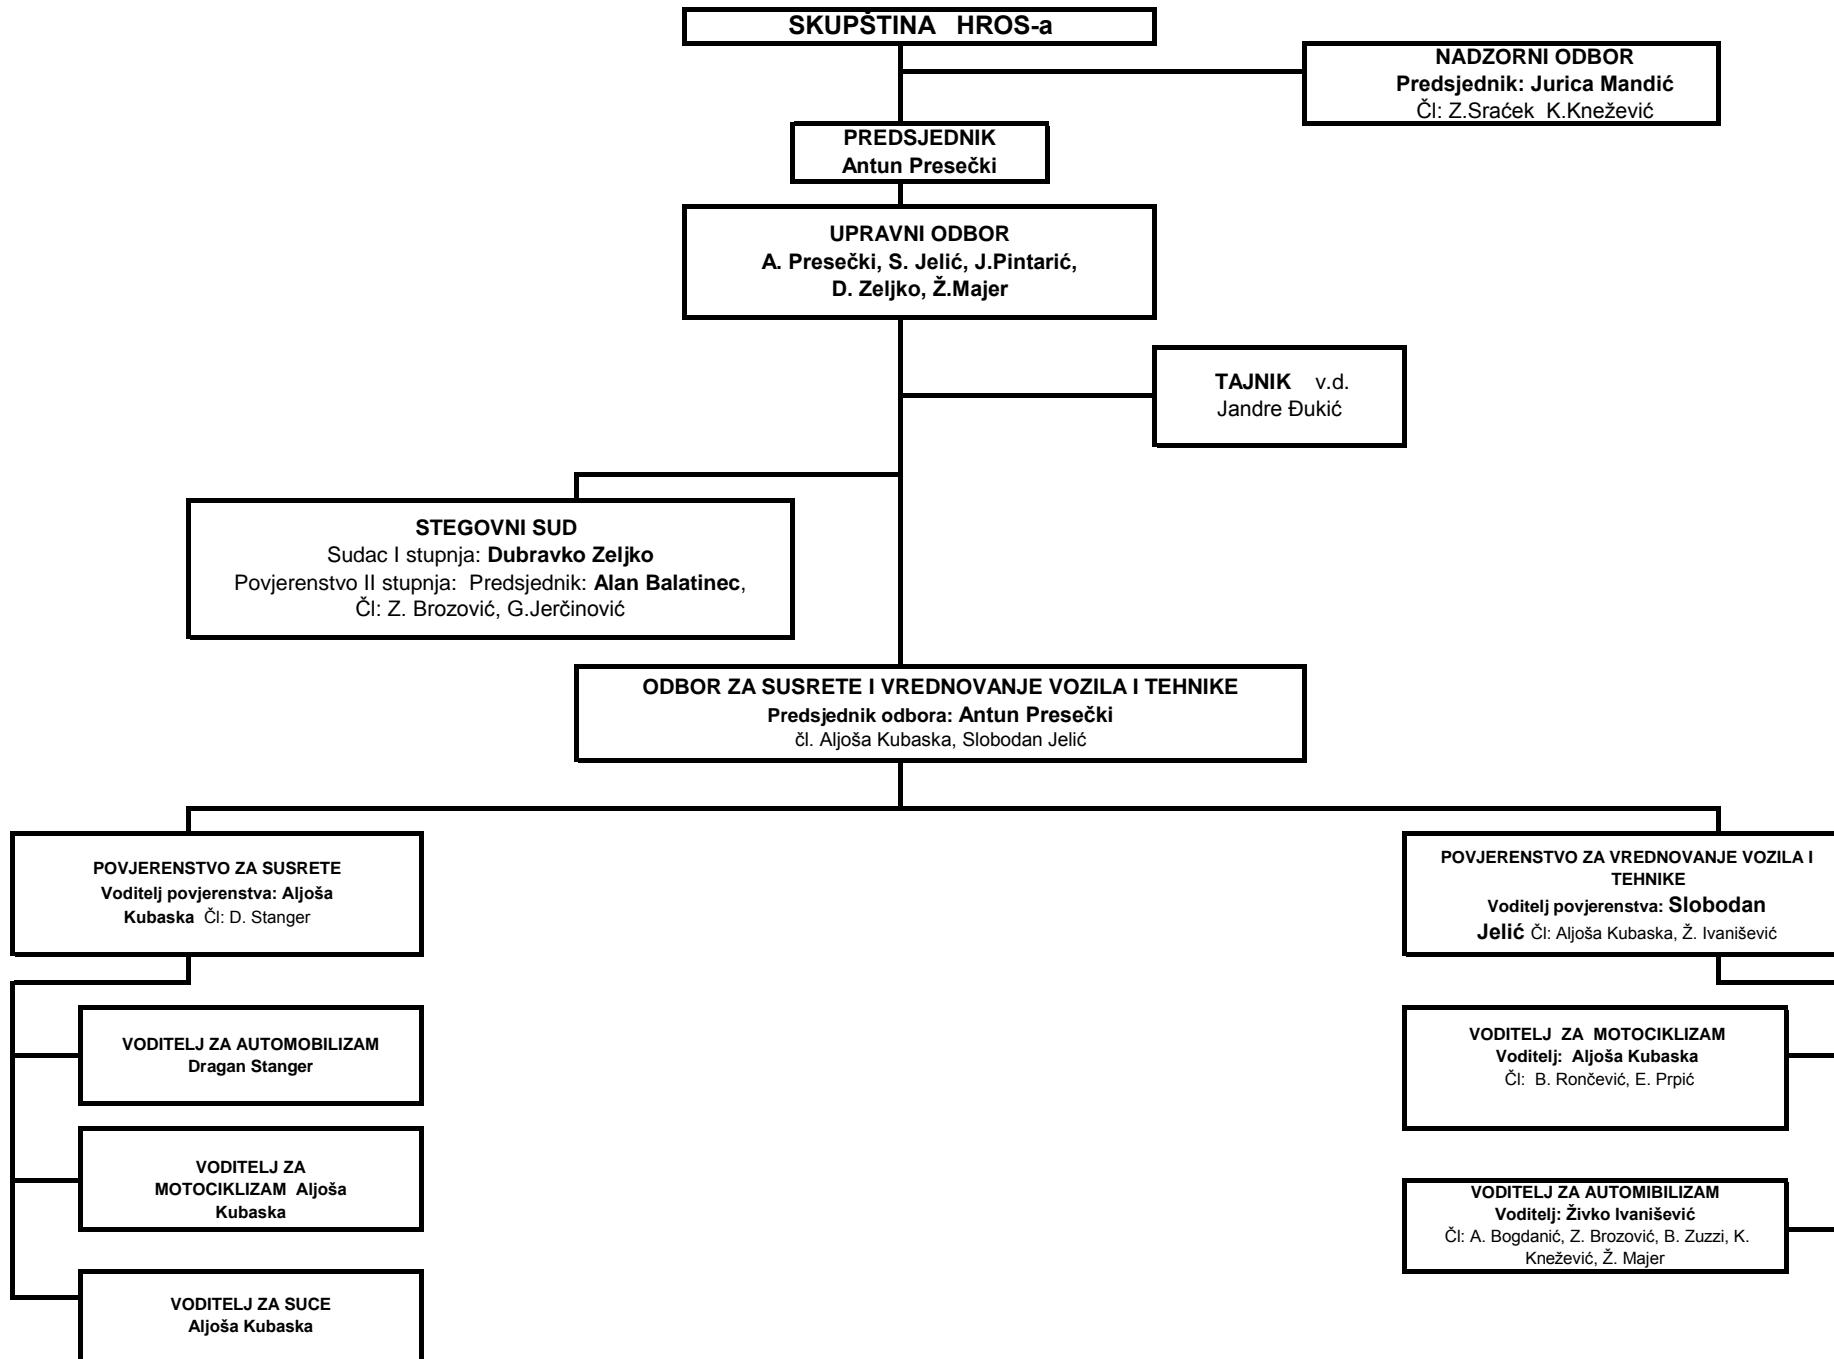 SKUPŠTINA   HROS-a
NADZORNI ODBOR
Predsjednik: Jurica Mandić
Čl: Z.Sraćek  K.Knežević
PREDSJEDNIK
Antun Presečki
UPRAVNI ODBOR
A. Presečki, S. Jelić, J.Pintarić,
D. Zeljko, Ž.Majer
TAJNIK    v.d.
Jandre Đukić
STEGOVNI SUD
Sudac I stupnja: Dubravko Zeljko
Povjerenstvo II stupnja:  Predsjednik: Alan Balatinec,
Čl: Z. Brozović, G.Jerčinović
ODBOR ZA SUSRETE I VREDNOVANJE VOZILA I TEHNIKE
Predsjednik odbora: Antun Presečki
čl. Aljoša Kubaska, Slobodan Jelić
POVJERENSTVO ZA SUSRETE
Voditelj povjerenstva: Aljoša
Kubaska  Čl: D. Stanger
VODITELJ ZA AUTOMOBILIZAM
Dragan Stanger
VODITELJ ZA
MOTOCIKLIZAM  Aljoša
Kubaska
VODITELJ ZA SUCE
Aljoša Kubaska
POVJERENSTVO ZA VREDNOVANJE VOZILA I
TEHNIKE
Voditelj povjerenstva: Slobodan
Jelić Čl: Aljoša Kubaska, Ž. Ivanišević
VODITELJ  ZA  MOTOCIKLIZAM
Voditelj:  Aljoša Kubaska
Čl:  B. Rončević, E. Prpić
VODITELJ ZA AUTOMIBILIZAM
Voditelj: Živko Ivanišević
Čl: A. Bogdanić, Z. Brozović, B. Zuzzi, K.
Knežević, Ž. Majer